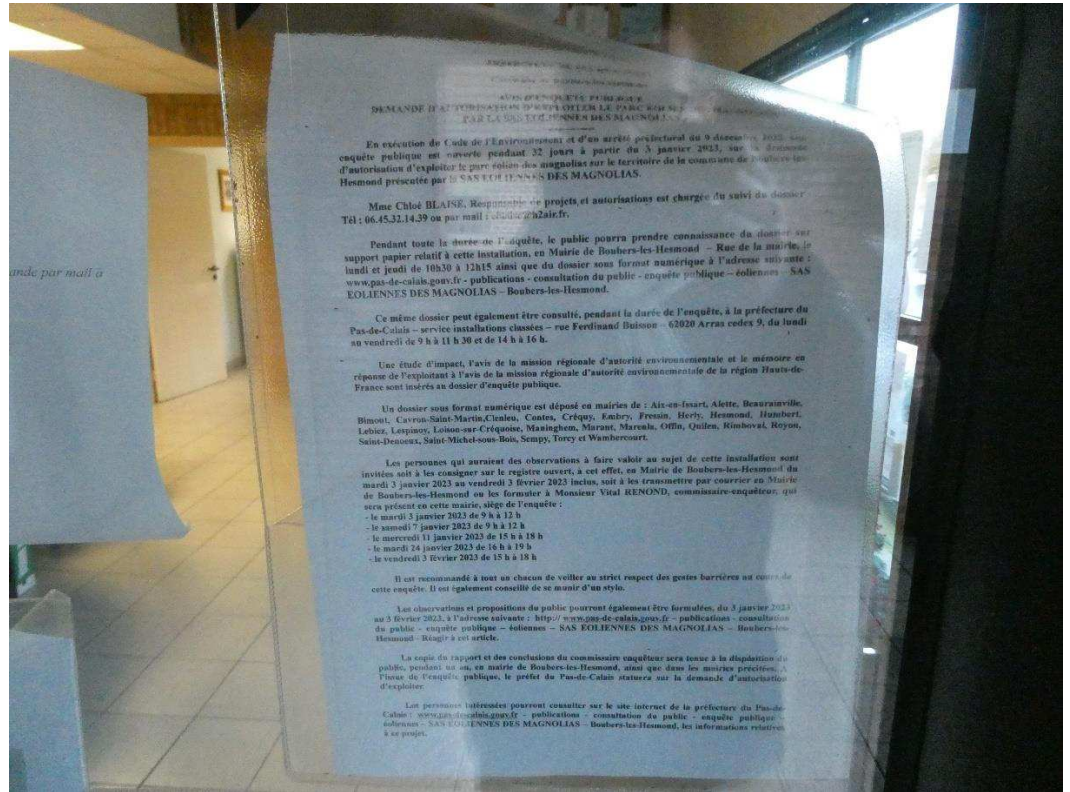 ande par mail à
AVIS D'ENQUETE PUBLIQUE
DEMANDE D'AUTORISATION D'EXPLOITER LE PARC EOLIEN
PAR LA SAS EOLIENNES DES MAGNOLIAS
En exécution du Code de l'Environnement et d'un arrêté préfectoral du 9 décembre 2022, une
enquête publique est ouverte pendant 32 jours à partir du 3 janvier 2023, sur la demande
d'autorisation d'exploiter le parc éolien des magnolias sur le territoire de la commune de Boubers-les-
Hesmond présentée par la SAS EOLIENNES DES MAGNOLIAS.
Mme Chloé BLAISE, Responsable de projets et autorisations est chargée du suivi du dossier
Tél : 06.45.32.14.39 ou par mail :
Pendant toute la durée de l'enquête, le public pourra prendre connaissance du dossier sur
support papier relatif à cette installation, en Mairie de Boubers-les-Hesmond – Rue de la mairie, le
lundi et jeudi de 10h30 à 12h15 ainsi que du dossier sous format numérique à l'adresse suivante :
www.pas-de-calais.gouv.fr - publications - consultation du public - enquête publique – éoliennes – SAS
EOLIENNES DES MAGNOLIAS – Boubers-les-Hesmond.
Ce même dossier peut également être consulté, pendant la durée de l'enquête, à la préfecture du
Pas-de-Calais – service installations classées – rue Ferdinand Buisson – 62020 Arras cedex 9, du lundi
au vendredi de 9 h à 11 h 30 et de 14 h à 16 h.
Une étude d'impact, l'avis de la mission régionale d'autorité environnementale et le mémoire en
réponse de l'exploitant à l'avis de la mission régionale d'autorité environnementale de la région Hauts-de-
France sont insérés au dossier d'enquête publique.
Un dossier sous format numérique est déposé en mairies de : Aix-en-Issart, Alette, Beaurainville,
Bimont, Cavron-Saint-Martin,Clenleu, Contes, Créquy, Embry, Fressin, Herly, Hesmond, Humbert,
Lebiez, Lespinoy, Loison-sur-Créquoise, Maninghem, Marant, Marenla, Offin, Quilen, Rimboval, Royon,
Saint-Denoeux, Saint-Michel-sous-Bois, Sempy, Torcy et Wambercourt.
Les personnes qui auraient des observations à faire valoir au sujet de cette installation sont
invitées soit à les consigner sur le registre ouvert, à cet effet, en Mairie de Boubers-les-Hesmond du
mardi 3 janvier 2023 au vendredi 3 février 2023 inclus, soit à les transmettre par courrier en Mairie
de Boubers-les-Hesmond ou les formuler à Monsieur Vital RENOND, commissaire-enquêteur, qui
sera présent en cette mairie, siège de l'enquête :
- le mardi 3 janvier 2023 de 9 h à 12 h
- le samedi 7 janvier 2023 de 9 h à 12 h
- le mercredi 11 janvier 2023 de 15 h à 18 h
- le mardi 24 janvier 2023 de 16 h à 19 h
- le vendredi 3 février 2023 de 15 h à 18 h
Il est recommandé à tout un chacun de veiller au strict respect des gestes barrières au cours de
cette enquête. Il est également conseillé de se munir d'un stylo.
Les observations et propositions du public pourront également être formulées, du 3 janvier 2023
au 3 février 2023, à l'adresse suivante : http:// www.pas-de-calais.gouv.fr – publications - consultation
du public - enquête publique – éoliennes – SAS EOLIENNES DES MAGNOLIAS – Boubers-les-
Hesmond - Réagir à cet article.
La copie du rapport et des conclusions du commissaire enquêteur sera tenue à la disposition du
public, pendant un an, en mairie de Boubers-les-Hesmond, ainsi que dans les mairies précitées. A
l'issue de l'enquête publique, le préfet du Pas-de-Calais statuera sur la demande d'autorisation
d'exploiter.
Les personnes intéressées pourront consulter sur le site internet de la préfecture du Pas-de-
Calais : www.pas-de-calais.gouv.fr – publications - consultation du public - enquête publique –
éoliennes - SAS EOLIENNES DES MAGNOLIAS – Boubers-les-Hesmond, les informations relatives
à ce projet.